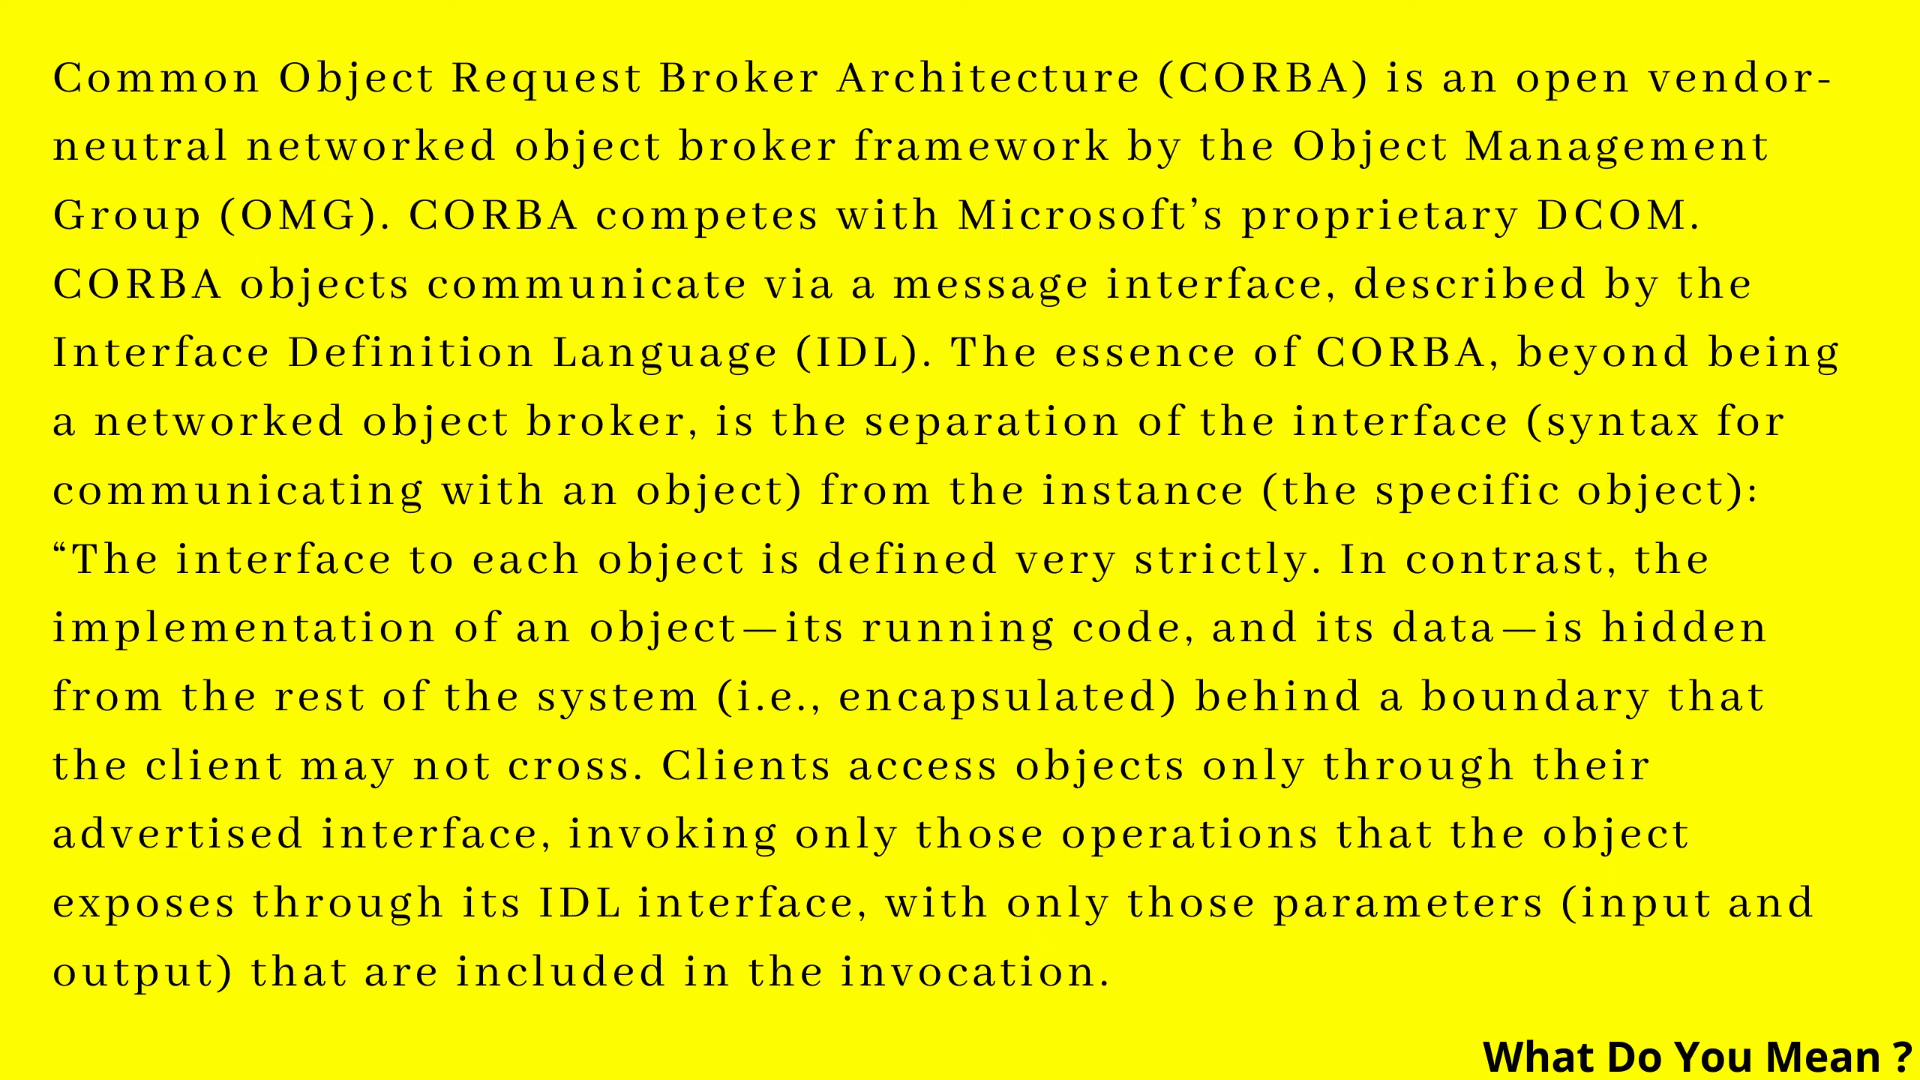 Common Object Request Broker Architecture (CORBA) is an open vendor-
neutral networked object broker framework by the Object Management
Group (OMG). CORBA competes with Microsoft’s proprietary DCOM.
CORBA objects communicate via a message interface, described by the
Interface Definition Language (IDL). The essence of CORBA, beyond being
a networked object broker, is the separation of the interface (syntax for
communicating with an object) from the instance (the specific object):
“The interface to each object is defined very strictly. In contrast, the
implementation of an object—its running code, and its data—is hidden
from the rest of the system (i.e., encapsulated) behind a boundary that
the client may not cross. Clients access objects only through their
advertised interface, invoking only those operations that the object
exposes through its IDL interface, with only those parameters (input and
output) that are included in the invocation.
What Do You Mean ?